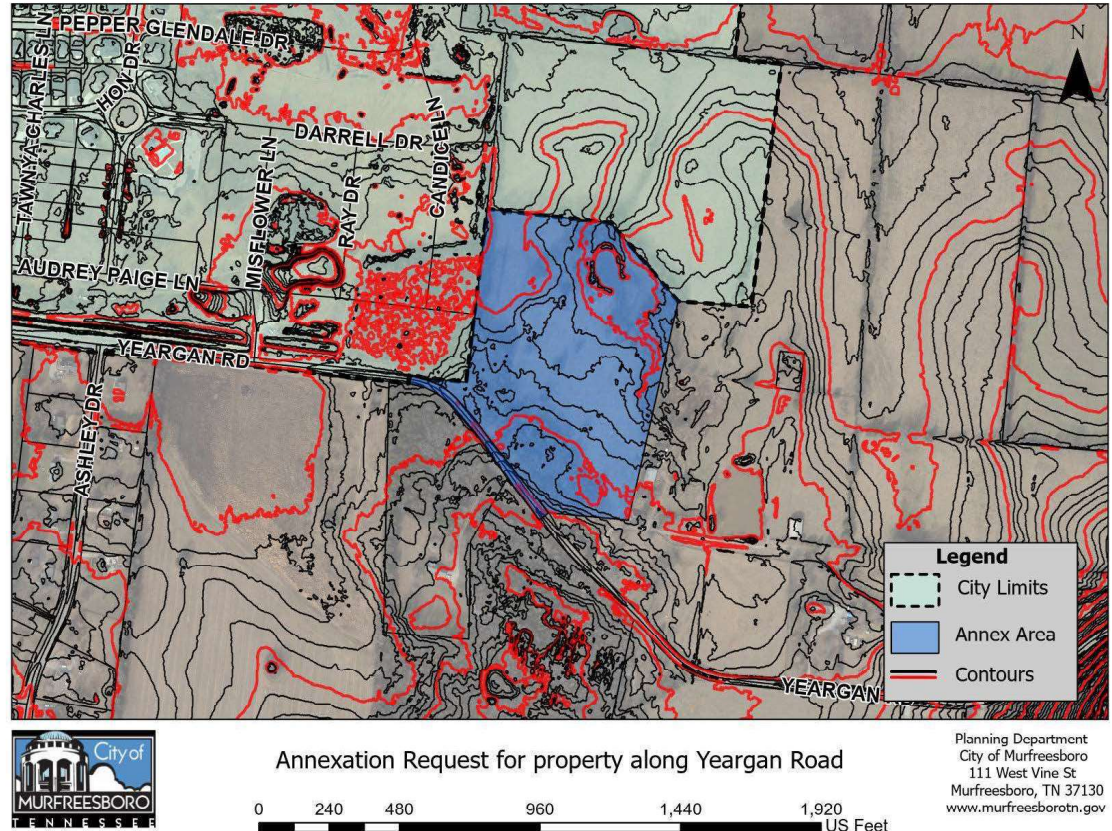 PEPPER GLENDALE DR
TAWNYA CHARLES LN
HON DR
MISFLOWER LN
DARRELL DR
RAY DR
CANDICE LN
AUDREY PAIGE LN
YEARGAN RD
ASHLEY DR
YEARGAN
N
Legend
City Limits
Annex Area
Contours
City of
MURFREESBORO
TENNESSEE
Annexation Request for property along Yeargan Road
0 240 480 960 1,440 1,920
US Feet
Planning Department
City of Murfreesboro
111 West Vine St
Murfreesboro, TN 37130
www.murfreesborotn.gov